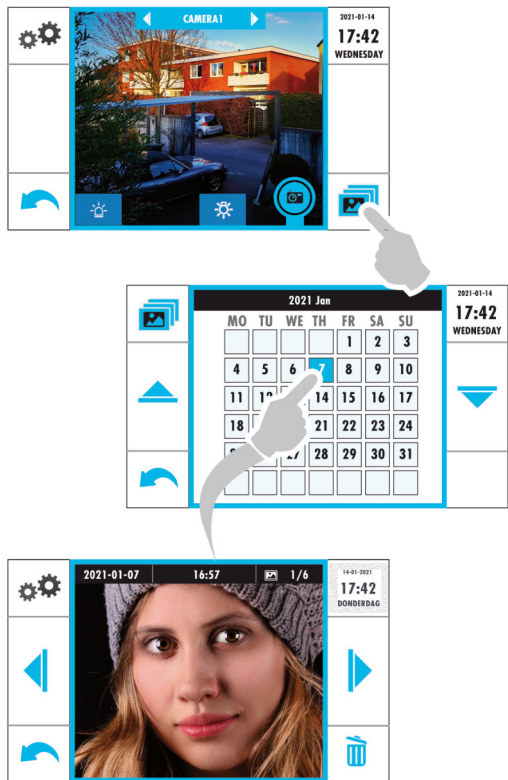 CAMERA1
2021-01-14
17:42
WEDNESDAY
2021 Jan
MO TU WE TH FR SA SU
1 2 3
4 5 6 7 8 9 10
11 12 14 15 16 17
18 21 22 23 24
27 28 29 30 31
2021-01-14
17:42
WEDNESDAY
2021-01-07 16:57 1/6
14-01-2021
17:42
DONDERDAG